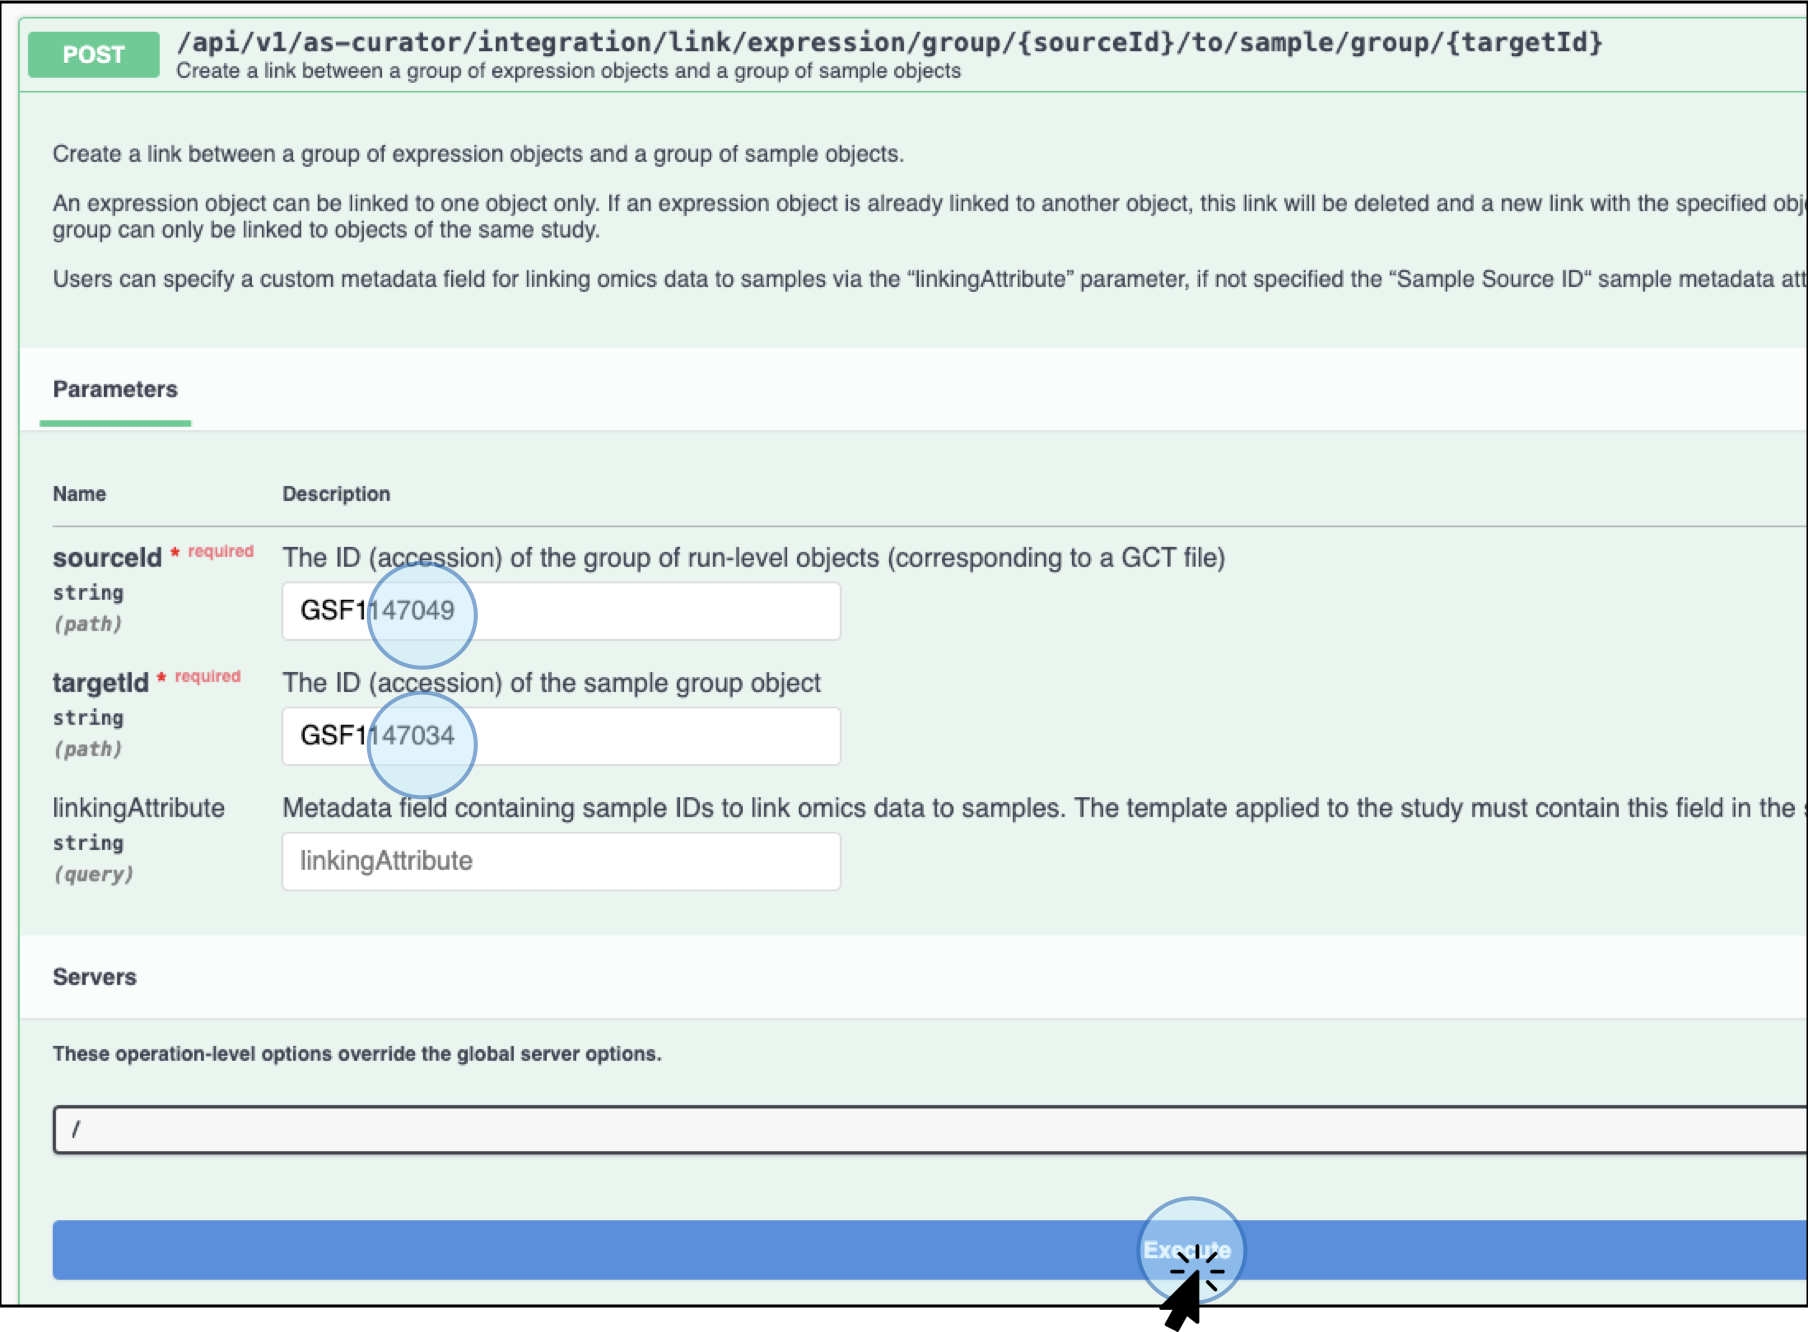 POST
/api/v1/as-curator/integration/link/expression/group/{sourceId}/to/sample/group/{targetId}
Create a link between a group of expression objects and a group of sample objects
Create a link between a group of expression objects and a group of sample objects.
An expression object can be linked to one object only. If an expression object is already linked to another object, this link will be deleted and a new link with the specified
group can only be linked to objects of the same study.
Users can specify a custom metadata field for linking omics data to samples via the “linkingAttribute” parameter, if not specified the “Sample Source ID“ sample metadata
Parameters
Name Description
sourceId * required The ID (accession) of the group of run-level objects (corresponding to a GCT file)
string
(path)
GSF1147049
targetId * required The ID (accession) of the sample group object
string
(path)
GSF1147034
linkingAttribute Metadata field containing sample IDs to link omics data to samples. The template applied to the study must contain this field in the
string
(query)
linkingAttribute
Servers
These operation-level options override the global server options.
/
Execute